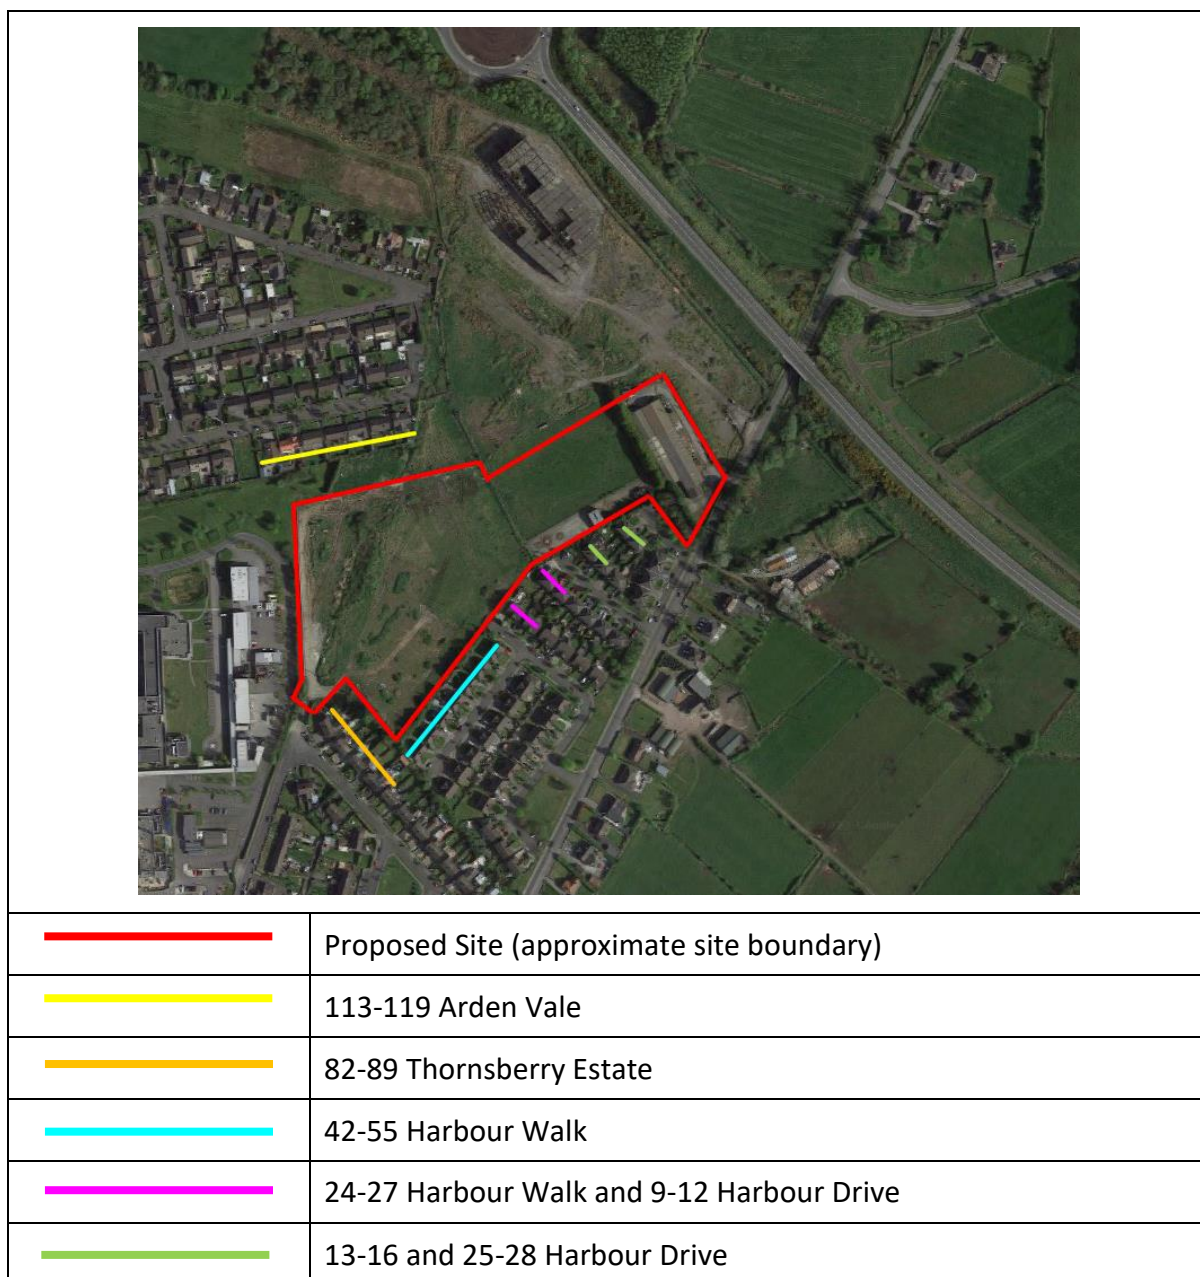 Proposed Site (approximate site boundary)
113-119 Arden Vale
82-89 Thornsberry Estate
42-55 Harbour Walk
24-27 Harbour Walk and 9-12 Harbour Drive
13-16 and 25-28 Harbour Drive